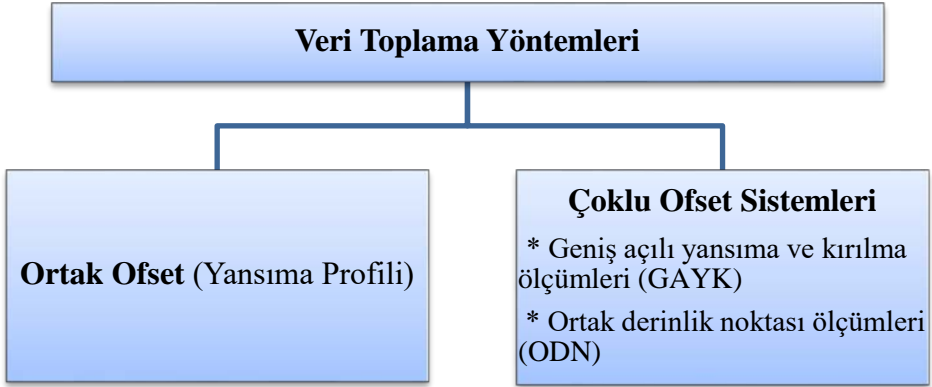 Veri Toplama Yöntemleri
Ortak Ofset (Yansıma Profili)
Çoklu Ofset Sistemleri
* Geniş açılı yansıma ve kırılma
ölçümleri (GAYK)
* Ortak derinlik noktası ölçümleri
(ODN)